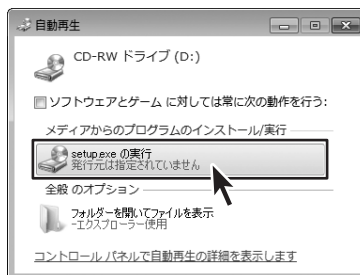 自動再生
CD-RW ドライブ (D:)
ソフトウェアとゲーム に対しては常に次の動作を行う:
メディアからのプログラムのインストール/実行
setup.exe の実行
発行元は指定されていません
全般 のオプション
フォルダーを開いてファイルを表示
-エクスプローラー使用
コントロール パネルで自動再生の詳細を表示します